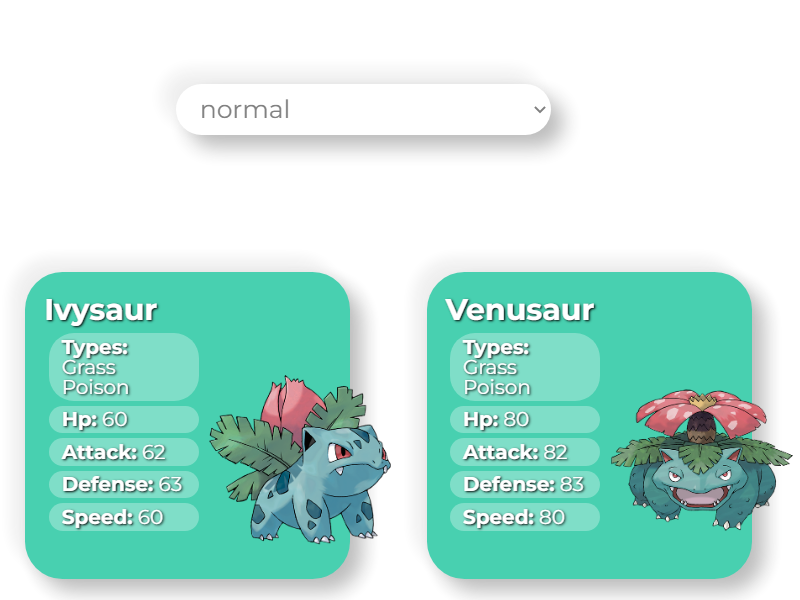 normal
Ivysaur
Types:
Grass
Poison
Hp: 60
Attack: 62
Defense: 63
Speed: 60
Venusaur
Types:
Grass
Poison
Hp: 80
Attack: 82
Defense: 83
Speed: 80